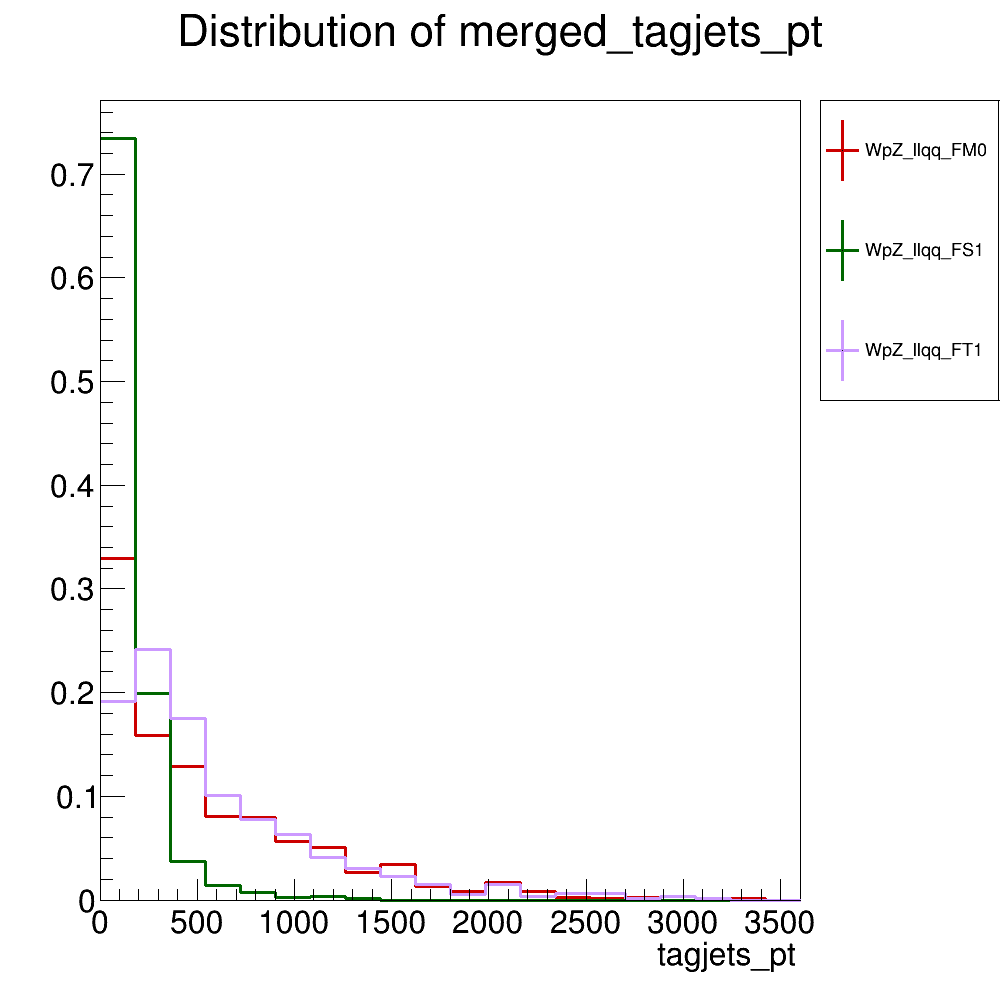 Distribution of merged_tagjets_pt
WpZ_llqq_FM0
WpZ_llqq_FS1
WpZ_llqq_FT1
0.7
0.6
0.5
0.4
0.3
0.2
0.1
0
0 500 1000 1500 2000 2500 3000 3500
tagjets_pt